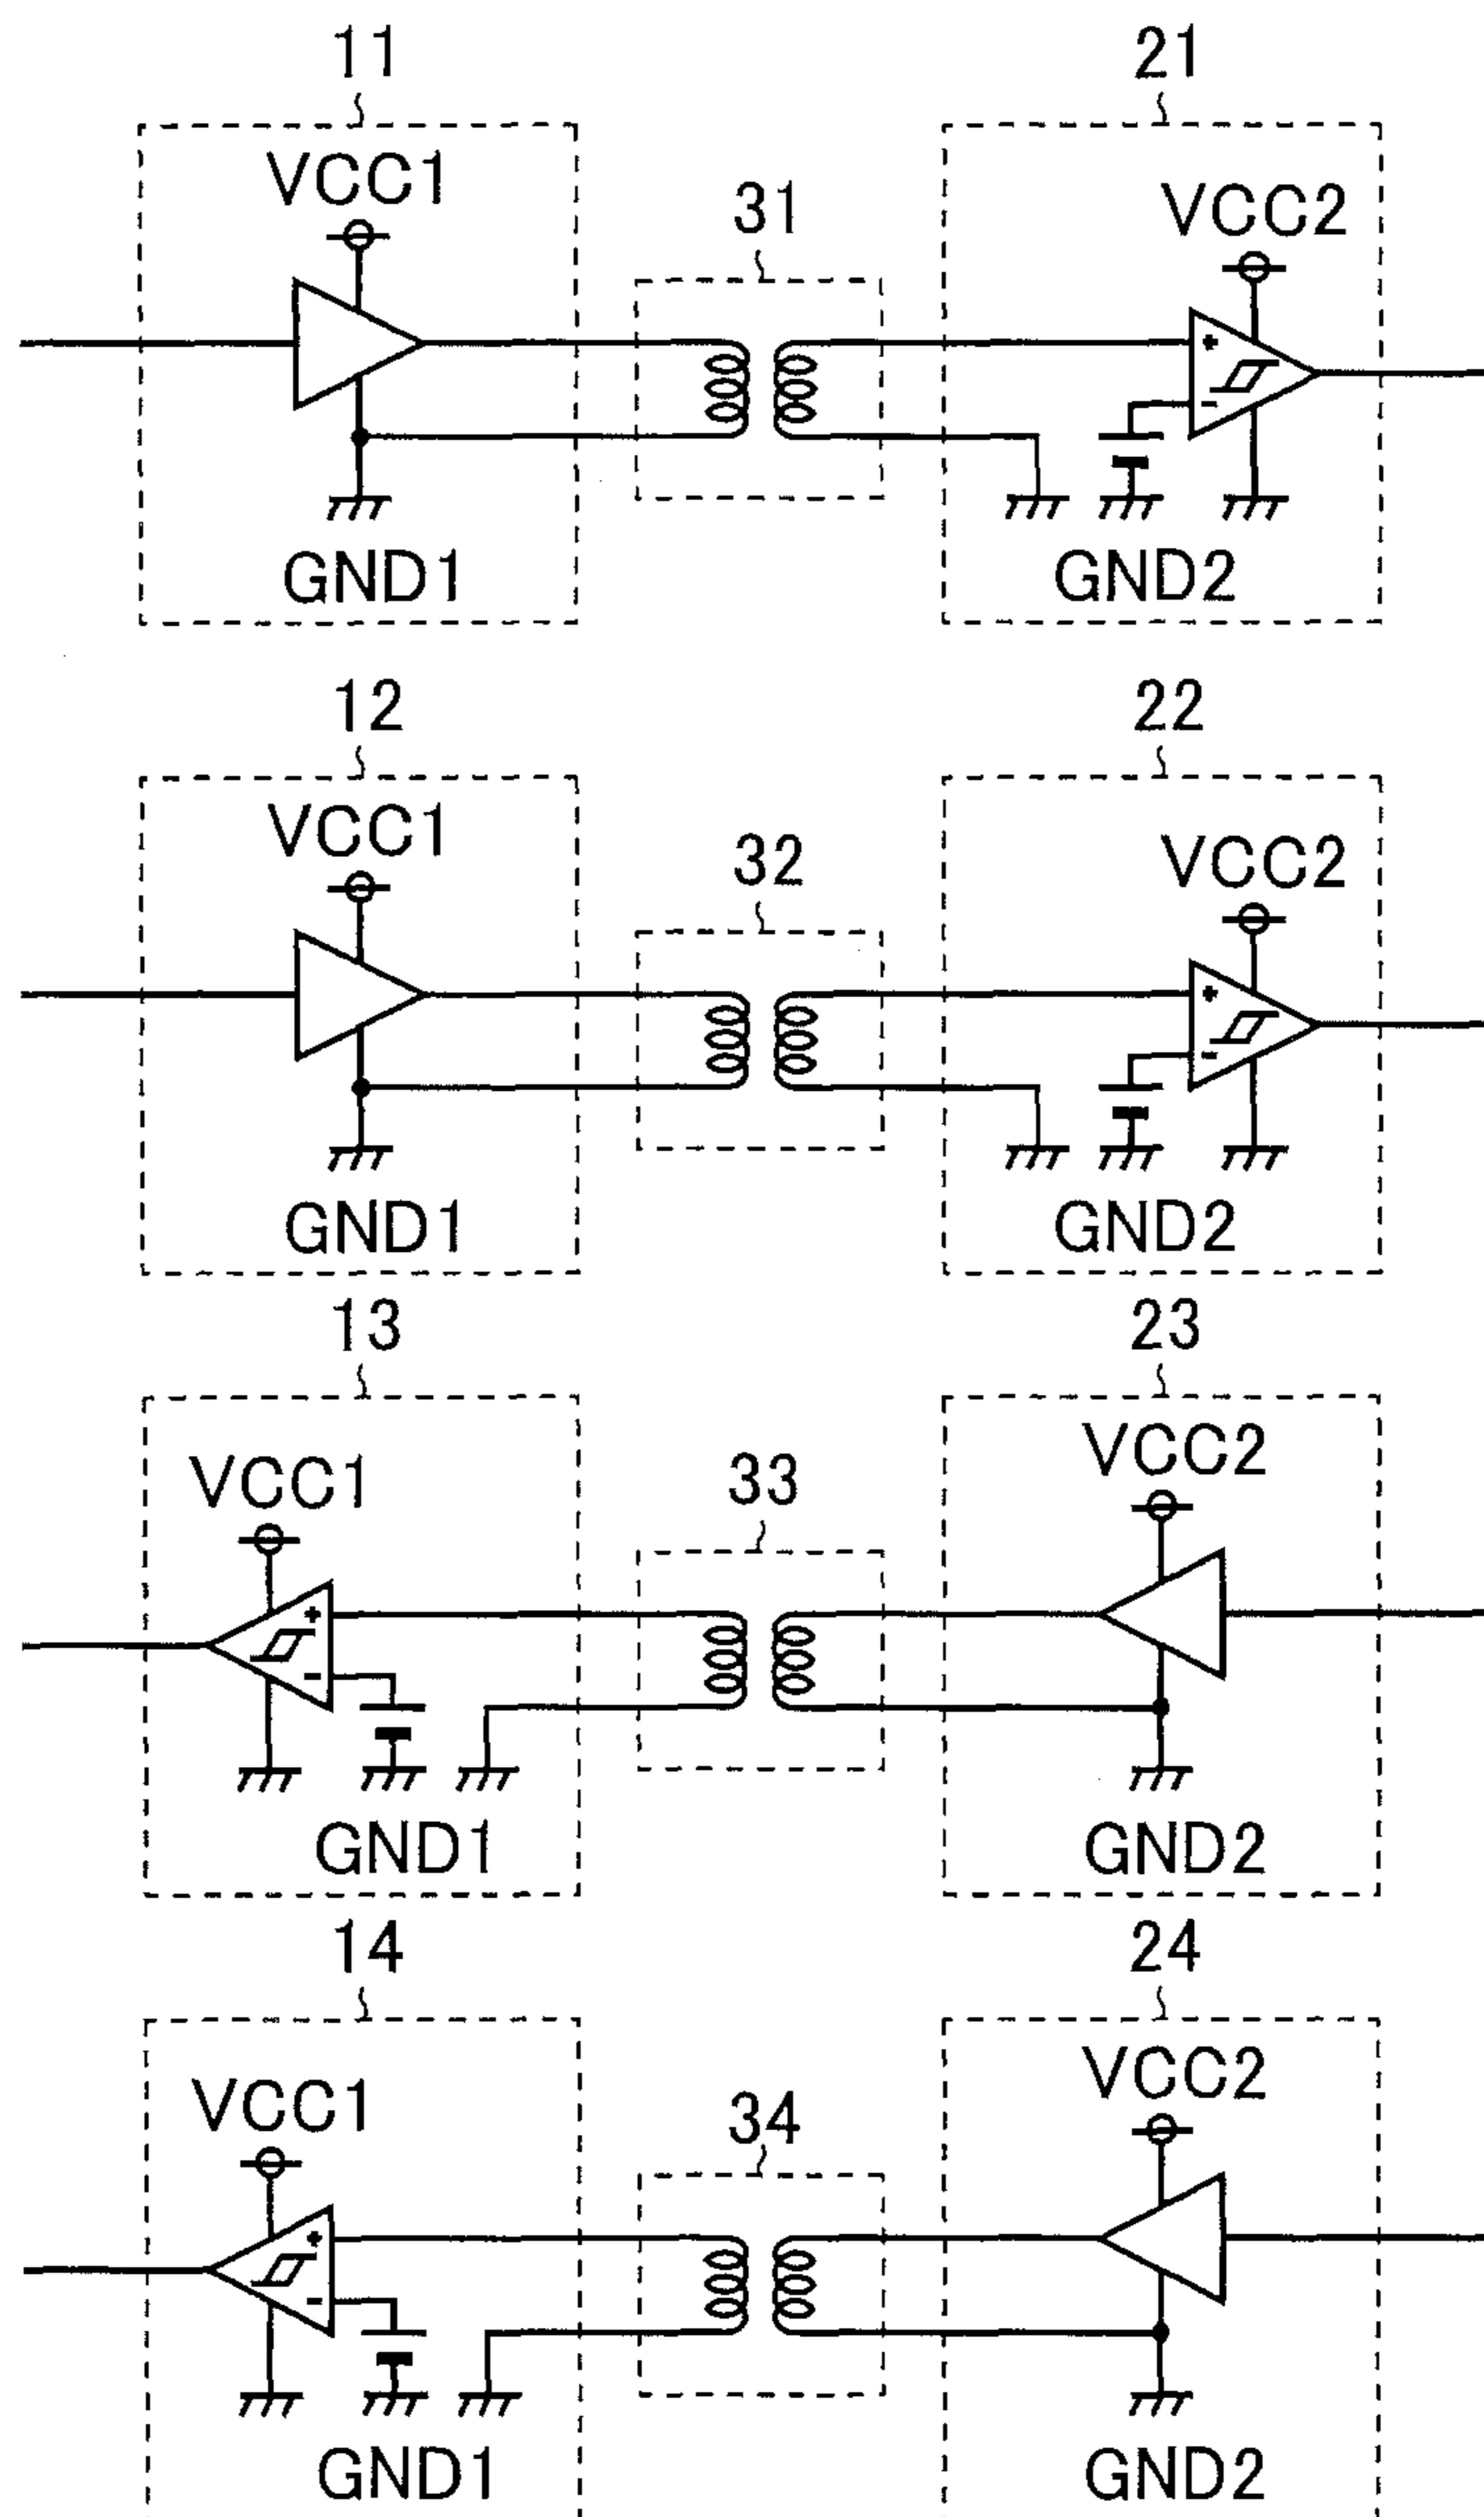 11
21
VCC1
31
VCC2
+
-
GND1
GND2
12
22
VCC1
32
VCC2
+
-
GND1
GND2
13
23
VCC1
33
VCC2
+
-
GND1
GND2
14
24
VCC1
34
VCC2
+
-
GND1
GND2